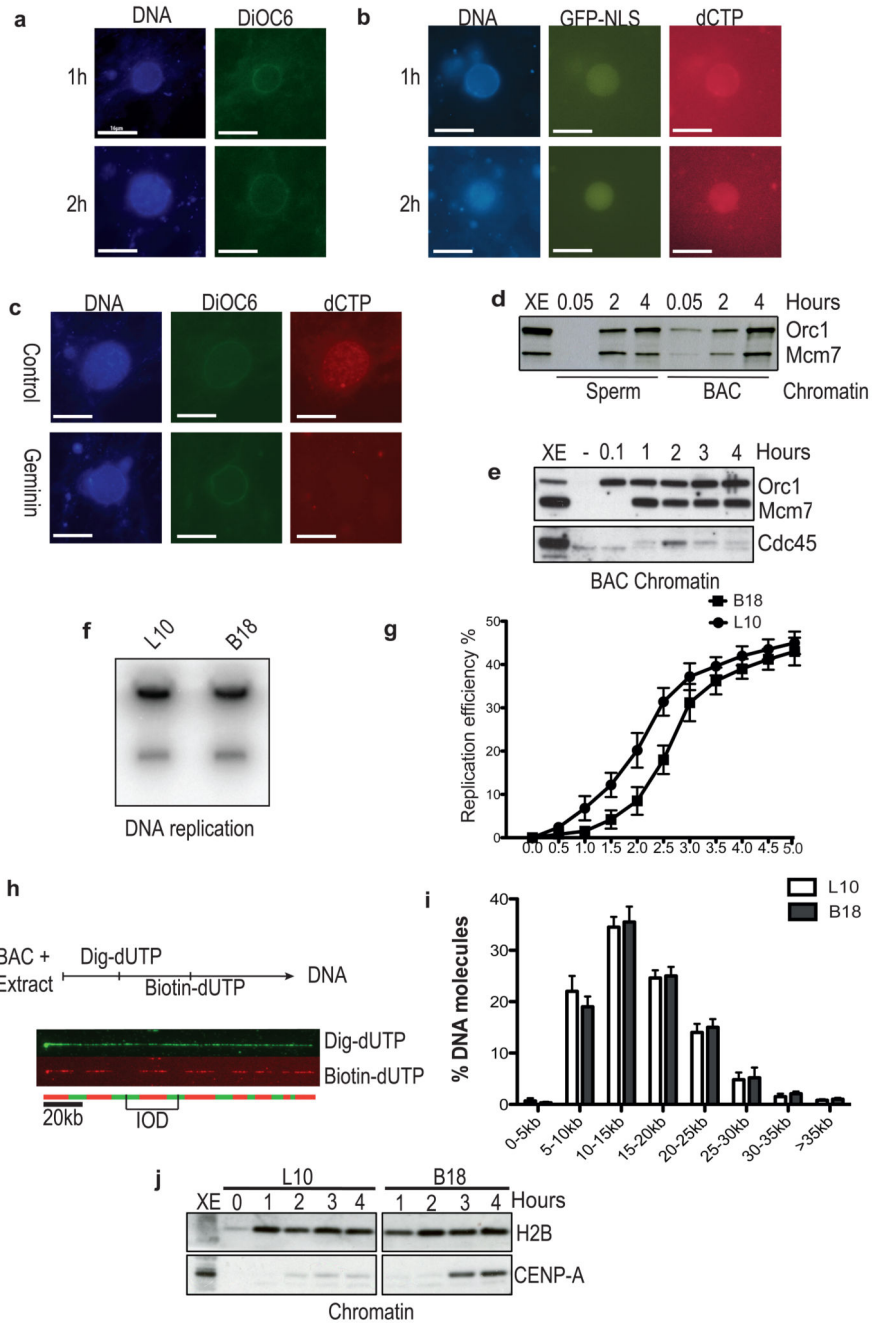 a
DNA DiOC6
1h
16µm
2h
b
DNA GFP-NLS dCTP
1h
2h
c
DNA DiOC6 dCTP
Control
Geminin
d
XE 0.05 2 4 0.05 2 4 Hours
Orc1
Mcm7
Sperm BAC Chromatin
e
XE - 0.1 1 2 3 4 Hours
Orc1
Mcm7
Cdc45
BAC Chromatin
f
L10 B18
DNA replication
g
B18
L10
Replication efficiency %
50
40
30
20
10
0
0.0 0.5 1.0 1.5 2.0 2.5 3.0 3.5 4.0 4.5 5.0
h
BAC +
Extract
Dig-dUTP
Biotin-dUTP
DNA
Dig-dUTP
Biotin-dUTP
20kb
IOD
i
L10
B18
% DNA molecules
40
30
20
10
0
0-5kb 5-10kb 10-15kb 15-20kb 20-25kb 25-30kb 30-35kb >35kb
j
L10 B18
XE 0 1 2 3 4 1 2 3 4 Hours
H2B
CENP-A
Chromatin